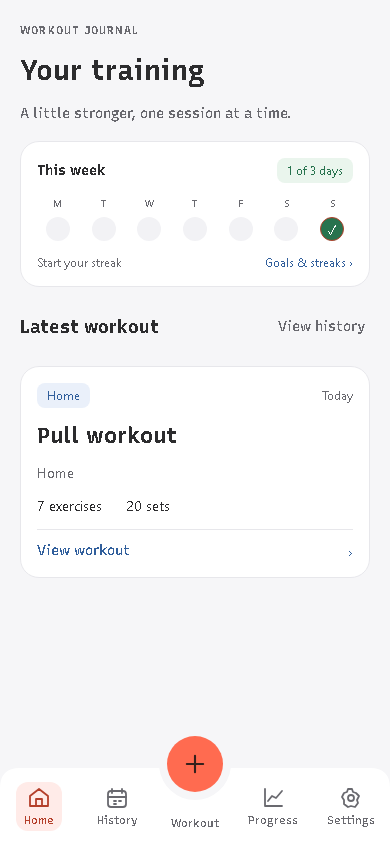 WORKOUT JOURNAL
Your training
A little stronger, one session at a time.
This week
1 of 3 days
M T W T F S S
✓
Start your streak
Goals & streaks ›
Latest workout
View history
Home
Today
Pull workout
Home
7 exercises 20 sets
View workout ›
+
Home History Workout Progress Settings